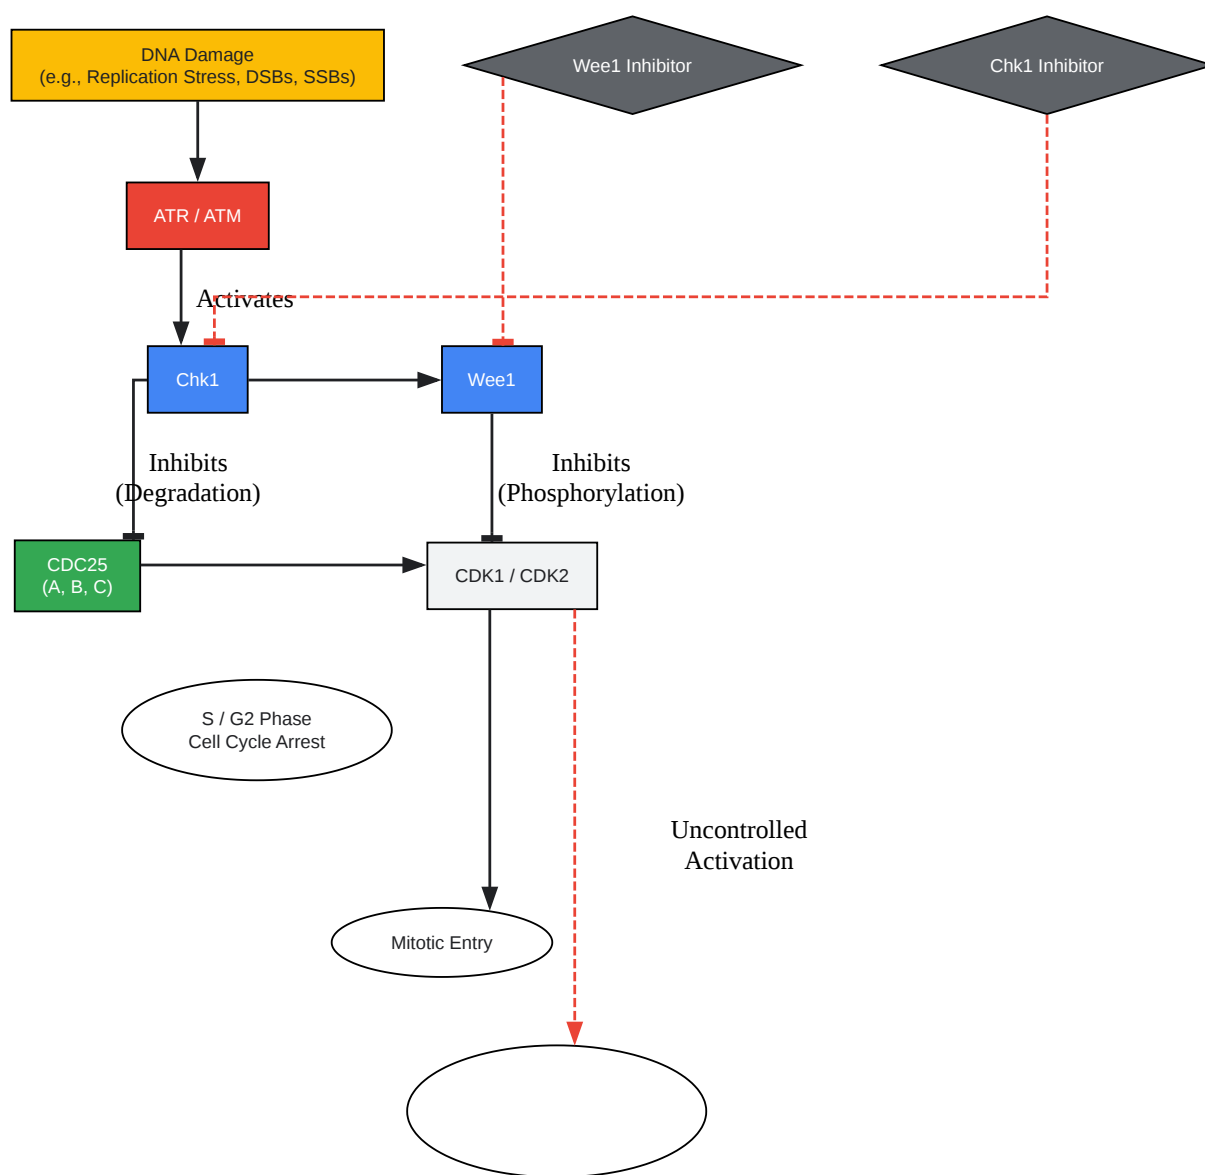 DNA Damage
(e.g., Replication Stress, DSBs, SSBs)
Wee1 Inhibitor
Chk1 Inhibitor
ATR / ATM
Activates
Chk1
Wee1
Inhibits
(Degradation)
Inhibits
(Phosphorylation)
CDC25
(A, B, C)
CDK1 / CDK2
S / G2 Phase
Cell Cycle Arrest
Uncontrolled
Activation
Mitotic Entry